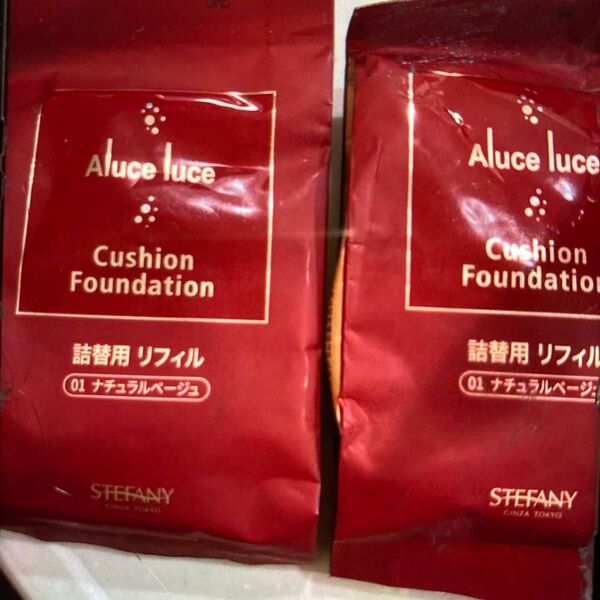 Aluce luce
Cushion
Foundation
詰替用 リフィル
01 ナチュラルベージュ
STEFANY
GINZA TOKYO
Aluce luce
Cushion
Foundation
詰替用 リフィル
01 ナチュラルベージュ
STEFANY
GINZA TOKYO